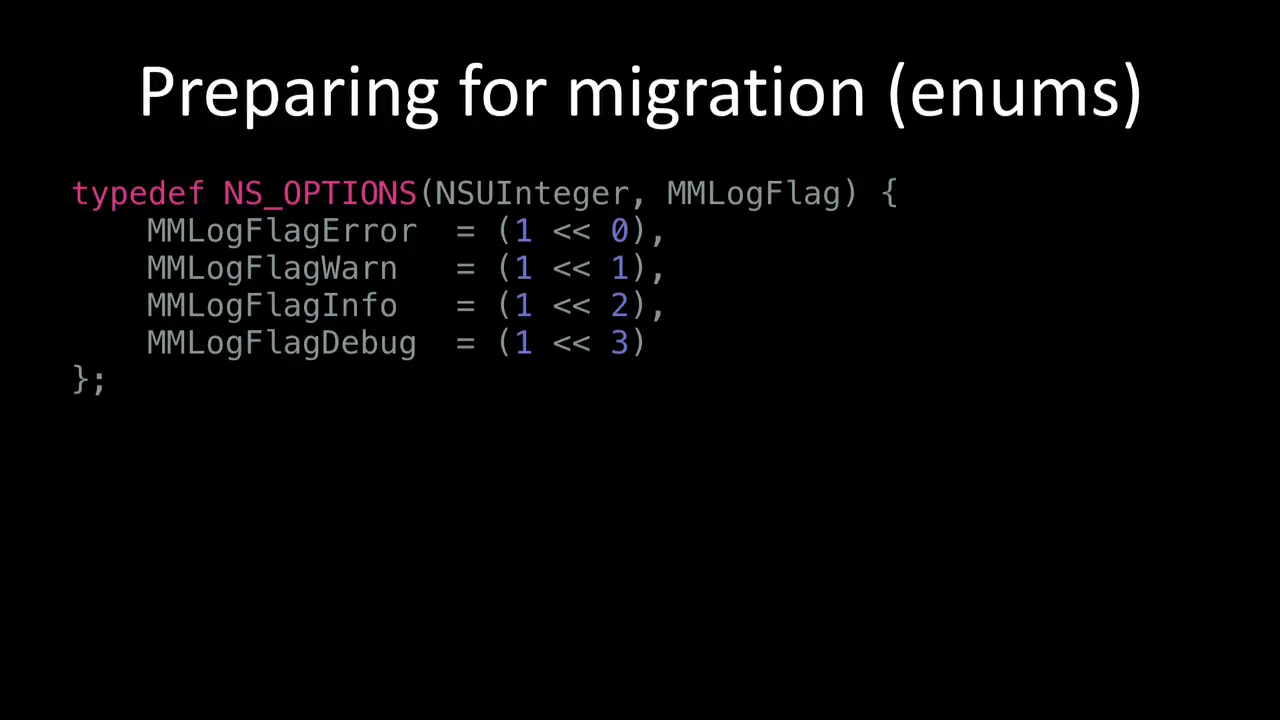 Preparing for migration (enums)
typedef NS_OPTIONS(NSUInteger, MMLogFlag) {
    MMLogFlagError  = (1 << 0),
    MMLogFlagWarn   = (1 << 1),
    MMLogFlagInfo   = (1 << 2),
    MMLogFlagDebug  = (1 << 3)
};